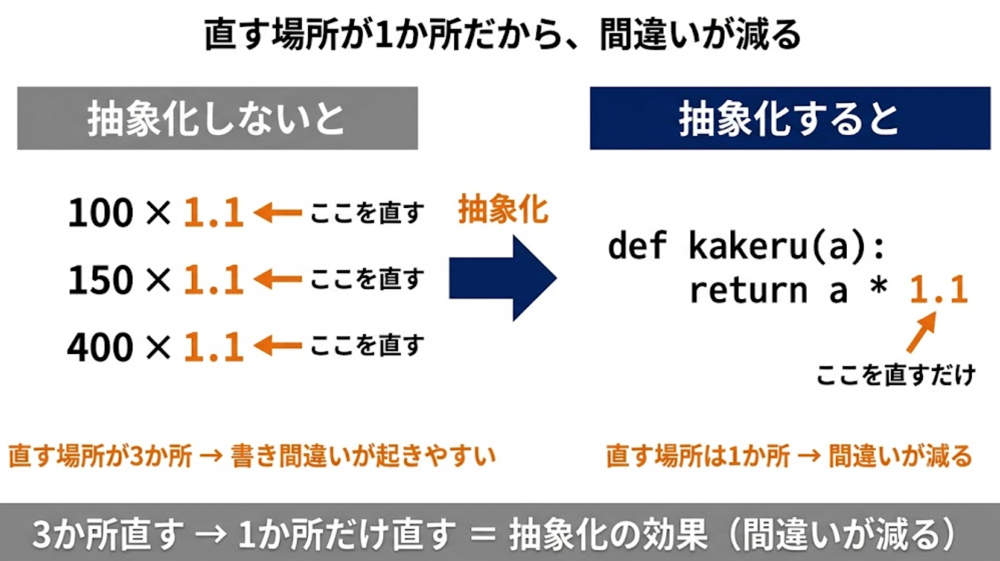 直す場所が1か所だから、間違いが減る
抽象化しないと
100 × 1.1 ← ここを直す
150 × 1.1 ← ここを直す
400 × 1.1 ← ここを直す
直す場所が3か所 → 書き間違いが起きやすい
抽象化
抽象化すると
def kakeru(a):
    return a * 1.1
ここを直すだけ
直す場所は1か所 → 間違いが減る
3か所直す → 1か所だけ直す ＝ 抽象化の効果（間違いが減る）